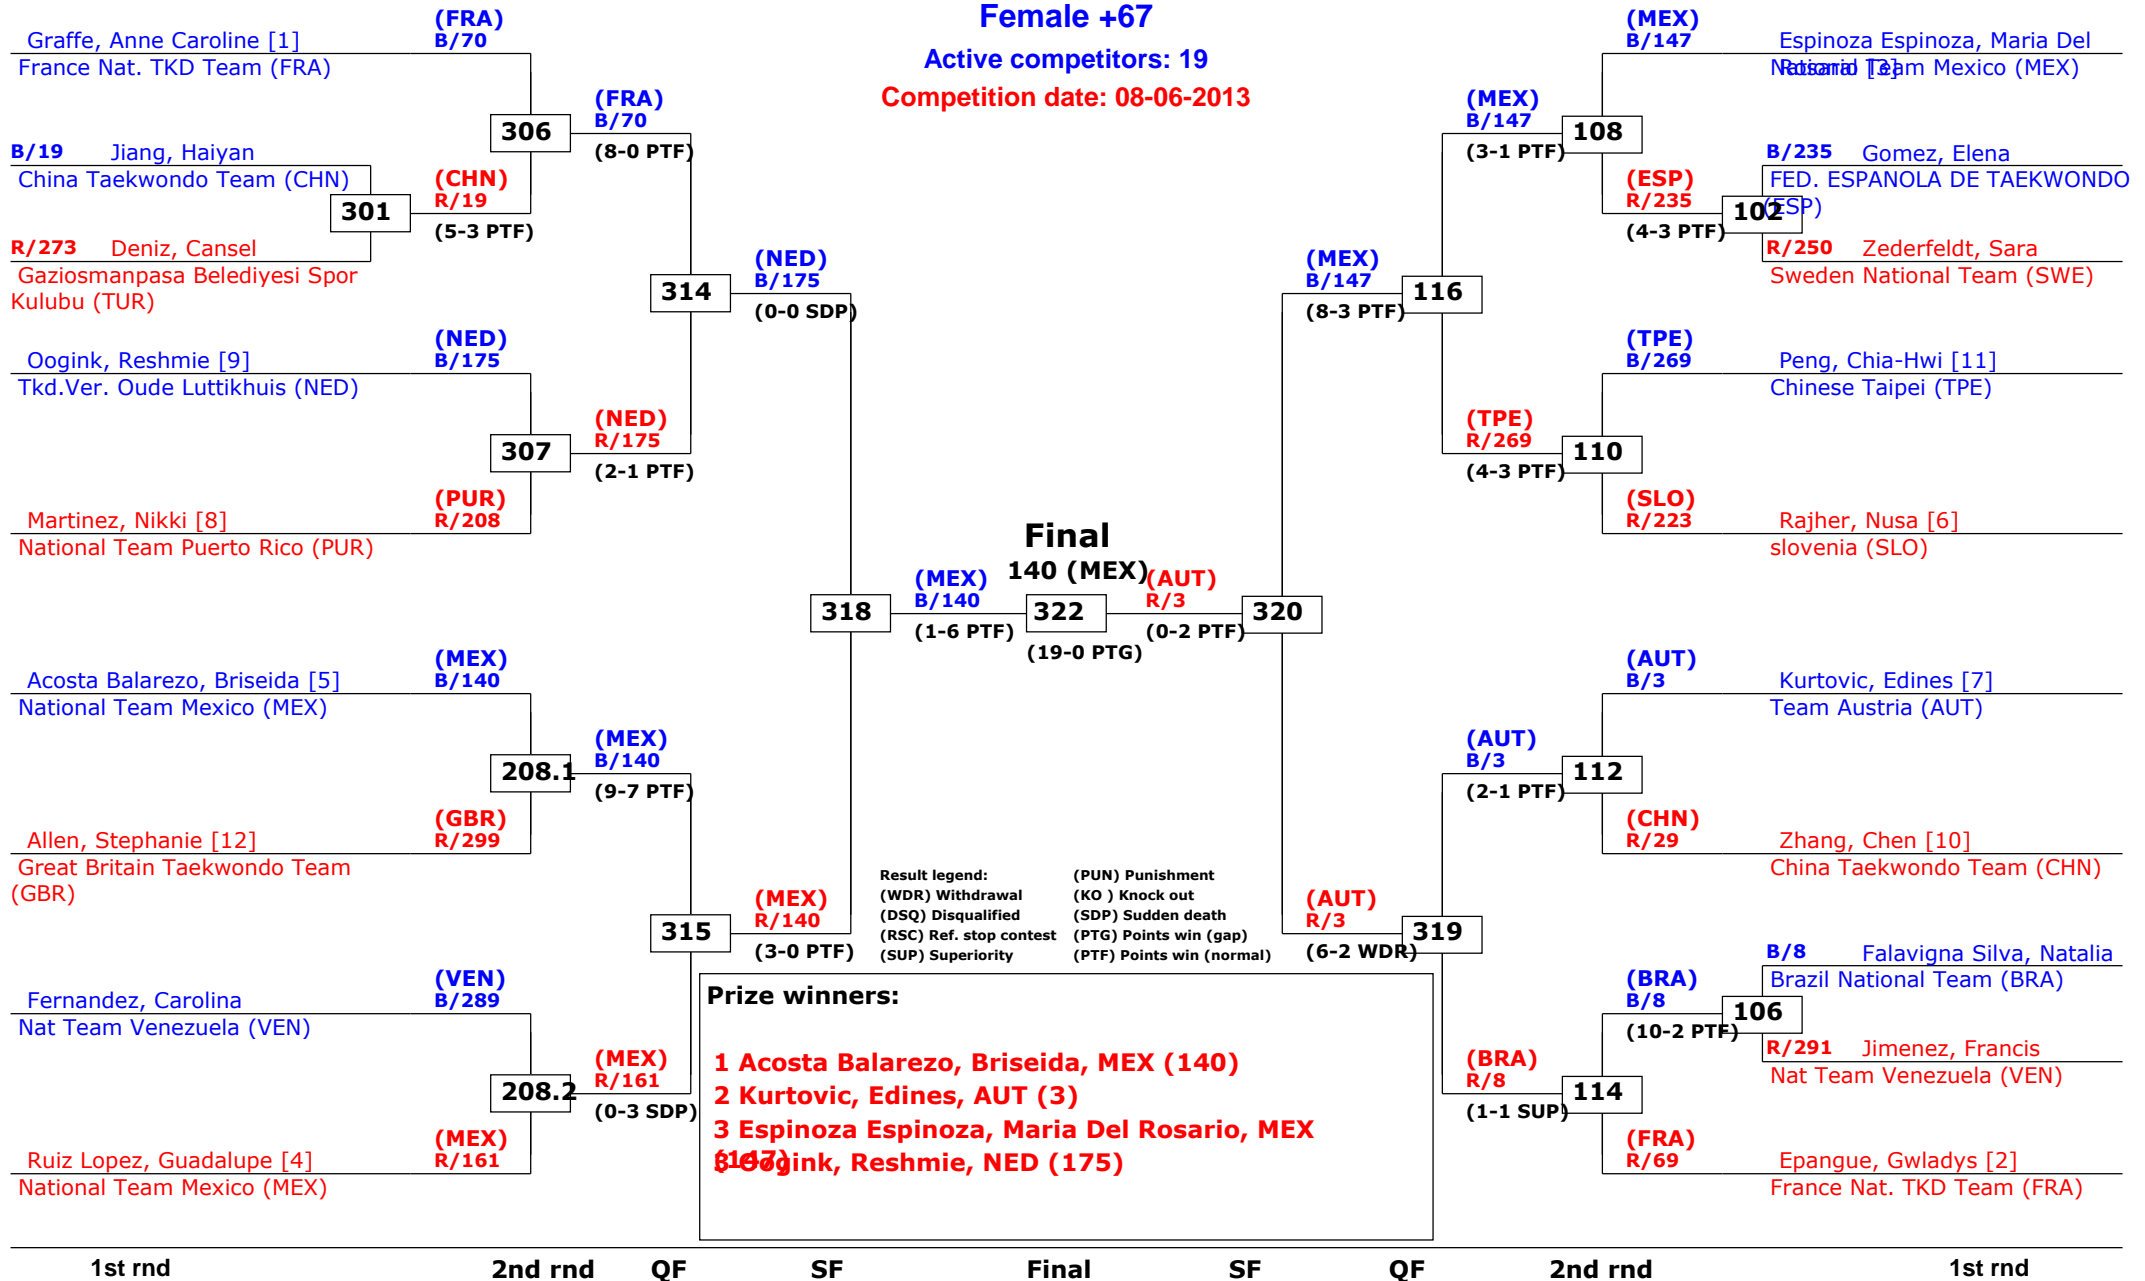 Female +67
Active competitors: 19
Competition date: 08-06-2013
(FRA)
B/70
Graffe, Anne Caroline [1]
France Nat. TKD Team (FRA)
306
(FRA)
B/70
(8-0 PTF)
B/19 Jiang, Haiyan
China Taekwondo Team (CHN)
301
(CHN)
R/19
(5-3 PTF)
R/273 Deniz, Cansel
Gaziosmanpasa Belediyesi Spor
Kulubu (TUR)
314
(NED)
B/175
(0-0 SDP)
(NED)
B/175
Oogink, Reshmie [9]
Tkd.Ver. Oude Luttikhuis (NED)
307
(NED)
R/175
(2-1 PTF)
(PUR)
R/208
Martinez, Nikki [8]
National Team Puerto Rico (PUR)
318
(MEX)
B/140
(1-6 PTF)
(MEX)
B/140
Acosta Balarezo, Briseida [5]
National Team Mexico (MEX)
208.1
(MEX)
B/140
(9-7 PTF)
(GBR)
R/299
Allen, Stephanie [12]
Great Britain Taekwondo Team
(GBR)
315
(MEX)
R/140
(3-0 PTF)
(VEN)
B/289
Fernandez, Carolina
Nat Team Venezuela (VEN)
208.2
(MEX)
R/161
(0-3 SDP)
(MEX)
R/161
Ruiz Lopez, Guadalupe [4]
National Team Mexico (MEX)
Final
140 (MEX)
322
(19-0 PTG)
(AUT)
R/3
(0-2 PTF)
320
(MEX)
B/147
Espinoza Espinoza, Maria Del
Rosario [3]
National Team Mexico (MEX)
(MEX)
B/147
(3-1 PTF)
108
B/235 Gomez, Elena
FED. ESPANOLA DE TAEKWONDO
(ESP)
(ESP)
R/235
(4-3 PTF)
102
R/250 Zederfeldt, Sara
Sweden National Team (SWE)
(MEX)
B/147
(8-3 PTF)
116
(TPE)
B/269
Peng, Chia-Hwi [11]
Chinese Taipei (TPE)
(TPE)
R/269
(4-3 PTF)
110
(SLO)
R/223
Rajher, Nusa [6]
slovenia (SLO)
(AUT)
B/3
Kurtovic, Edines [7]
Team Austria (AUT)
(AUT)
B/3
(2-1 PTF)
112
(CHN)
R/29
Zhang, Chen [10]
China Taekwondo Team (CHN)
(AUT)
R/3
(6-2 WDR)
319
B/8 Falavigna Silva, Natalia
Brazil National Team (BRA)
(BRA)
B/8
(10-2 PTF)
106
R/291 Jimenez, Francis
Nat Team Venezuela (VEN)
(BRA)
R/8
(1-1 SUP)
114
(FRA)
R/69
Epangue, Gwladys [2]
France Nat. TKD Team (FRA)
Result legend:
(WDR) Withdrawal
(DSQ) Disqualified
(RSC) Ref. stop contest
(SUP) Superiority
(PUN) Punishment
(KO ) Knock out
(SDP) Sudden death
(PTG) Points win (gap)
(PTF) Points win (normal)
Prize winners:
1 Acosta Balarezo, Briseida, MEX (140)
2 Kurtovic, Edines, AUT (3)
3 Espinoza Espinoza, Maria Del Rosario, MEX
(147)
3 Oogink, Reshmie, NED (175)
1st rnd 2nd rnd QF SF Final SF QF 2nd rnd 1st rnd